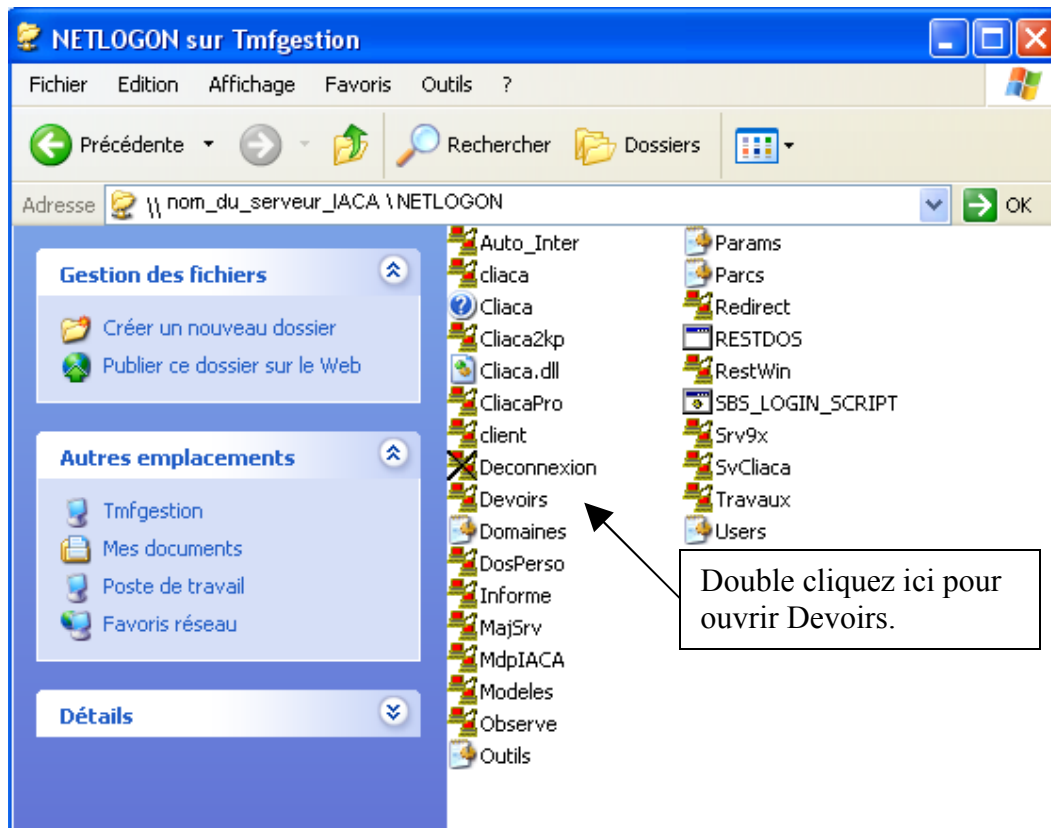 NETLOGON sur Tmfgestion
Fichier Edition Affichage Favoris Outils ?
Précédente Rechercher Dossiers
Adresse \\ nom_du_serveur_IACA \NETLOGON OK
Gestion des fichiers
Créer un nouveau dossier
Publier ce dossier sur le Web
Autres emplacements
Tmfgestion
Mes documents
Poste de travail
Favoris réseau
Détails
Auto_Inter
cliaca
Cliaca
Cliaca2kp
Cliaca.dll
CliacaPro
client
Deconnexion
Devoirs
Domaines
DosPerso
Informe
MajSrv
MdpIACA
Modeles
Observe
Outils
Params
Parcs
Redirect
RESTDOS
RestWin
SBS_LOGIN_SCRIPT
Srv9x
SvCliaca
Travaux
Users
Double cliquez ici pour
ouvrir Devoirs.